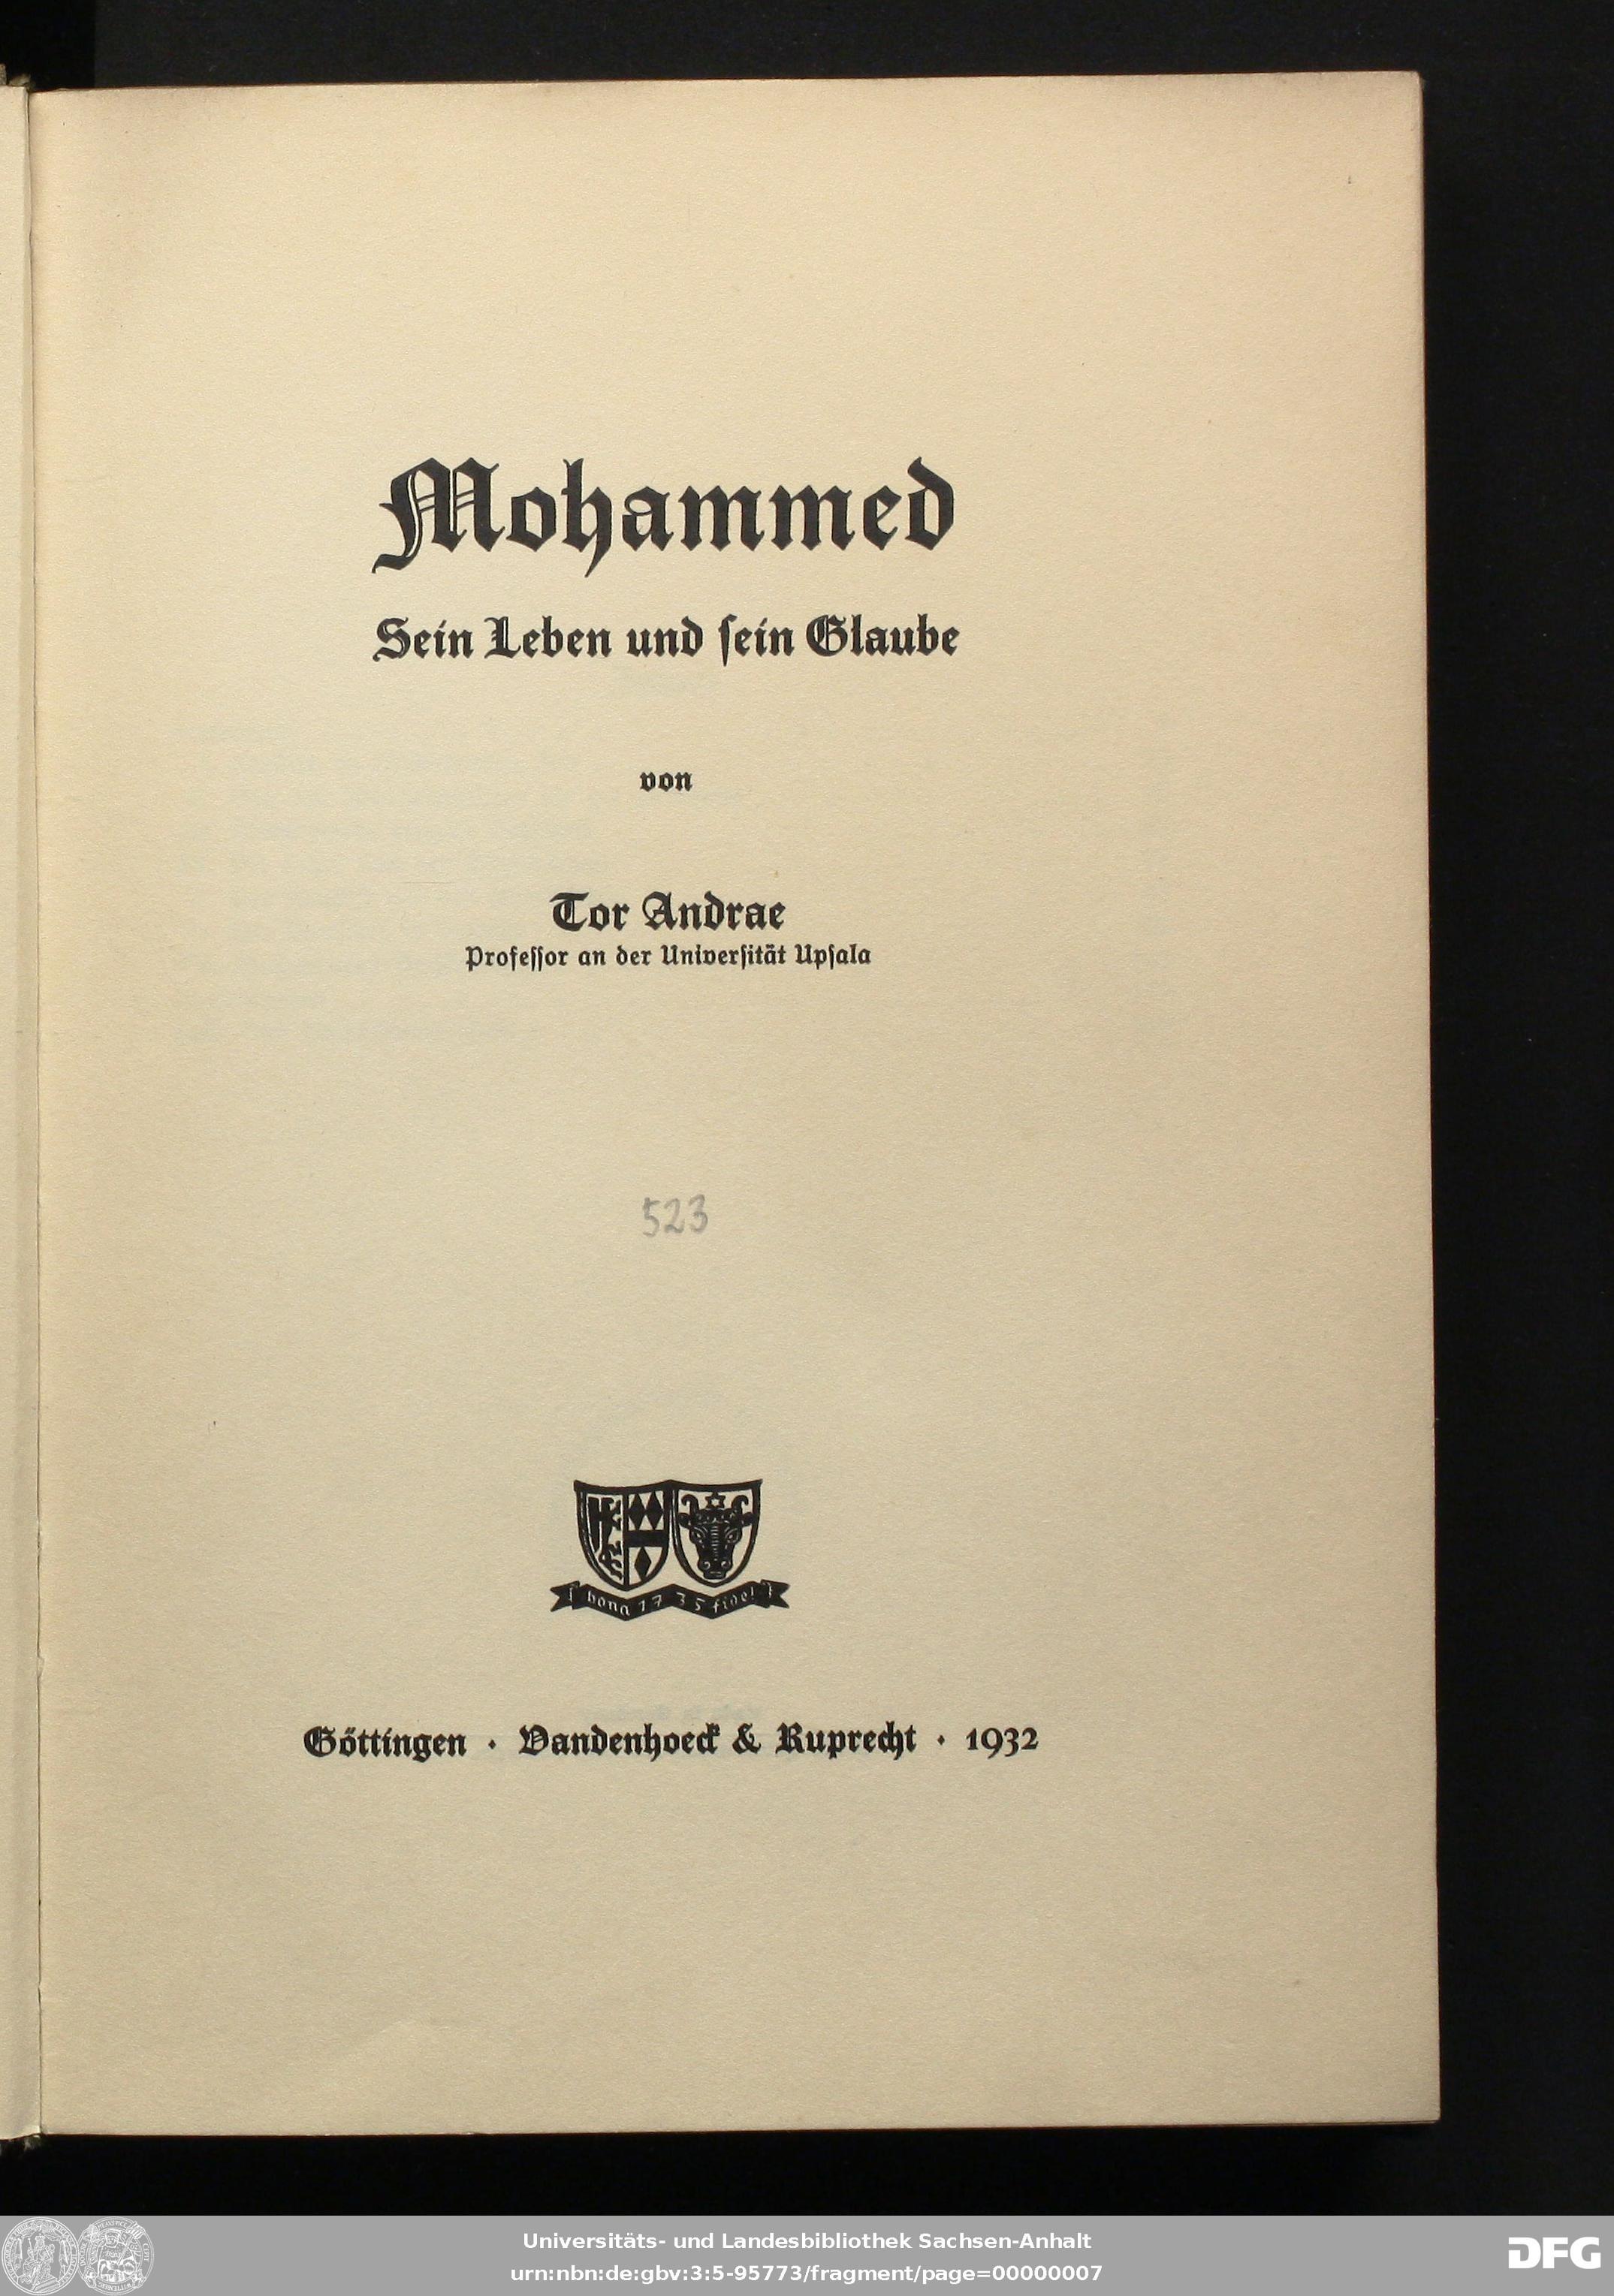 Mohammed
Sein Leben und ſein Glaube
von
Tor Andrae
Profeſſor an der Univerſität Upſala
523
bona 1735 fide!
Göttingen · Vandenhoeck & Ruprecht · 1932
Universitäts- und Landesbibliothek Sachsen-Anhalt
urn:nbn:de:gbv:3:5-95773/fragment/page=00000007
DFG